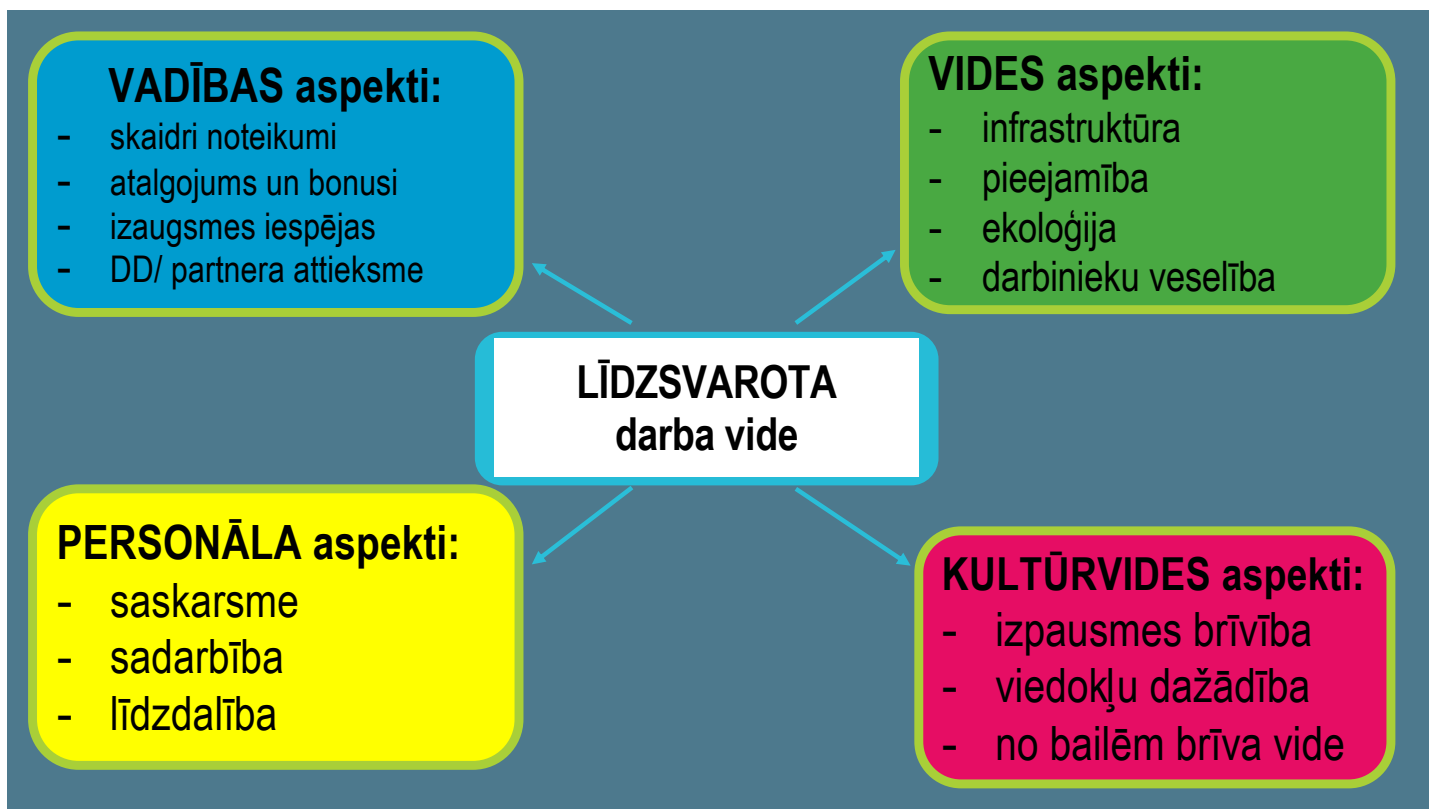 VADĪBAS aspekti:
- skaidri noteikumi
- atalgojums un bonusi
- izaugsmes iespējas
- DD/ partnera attieksme
VIDES aspekti:
- infrastruktūra
- pieejamība
- ekoloģija
- darbinieku veselība
LĪDZSVAROTA
darba vide
PERSONĀLA aspekti:
- saskarsme
- sadarbība
- līdzdalība
KULTŪRVIDES aspekti:
- izpausmes brīvība
- viedokļu dažādība
- no bailēm brīva vide